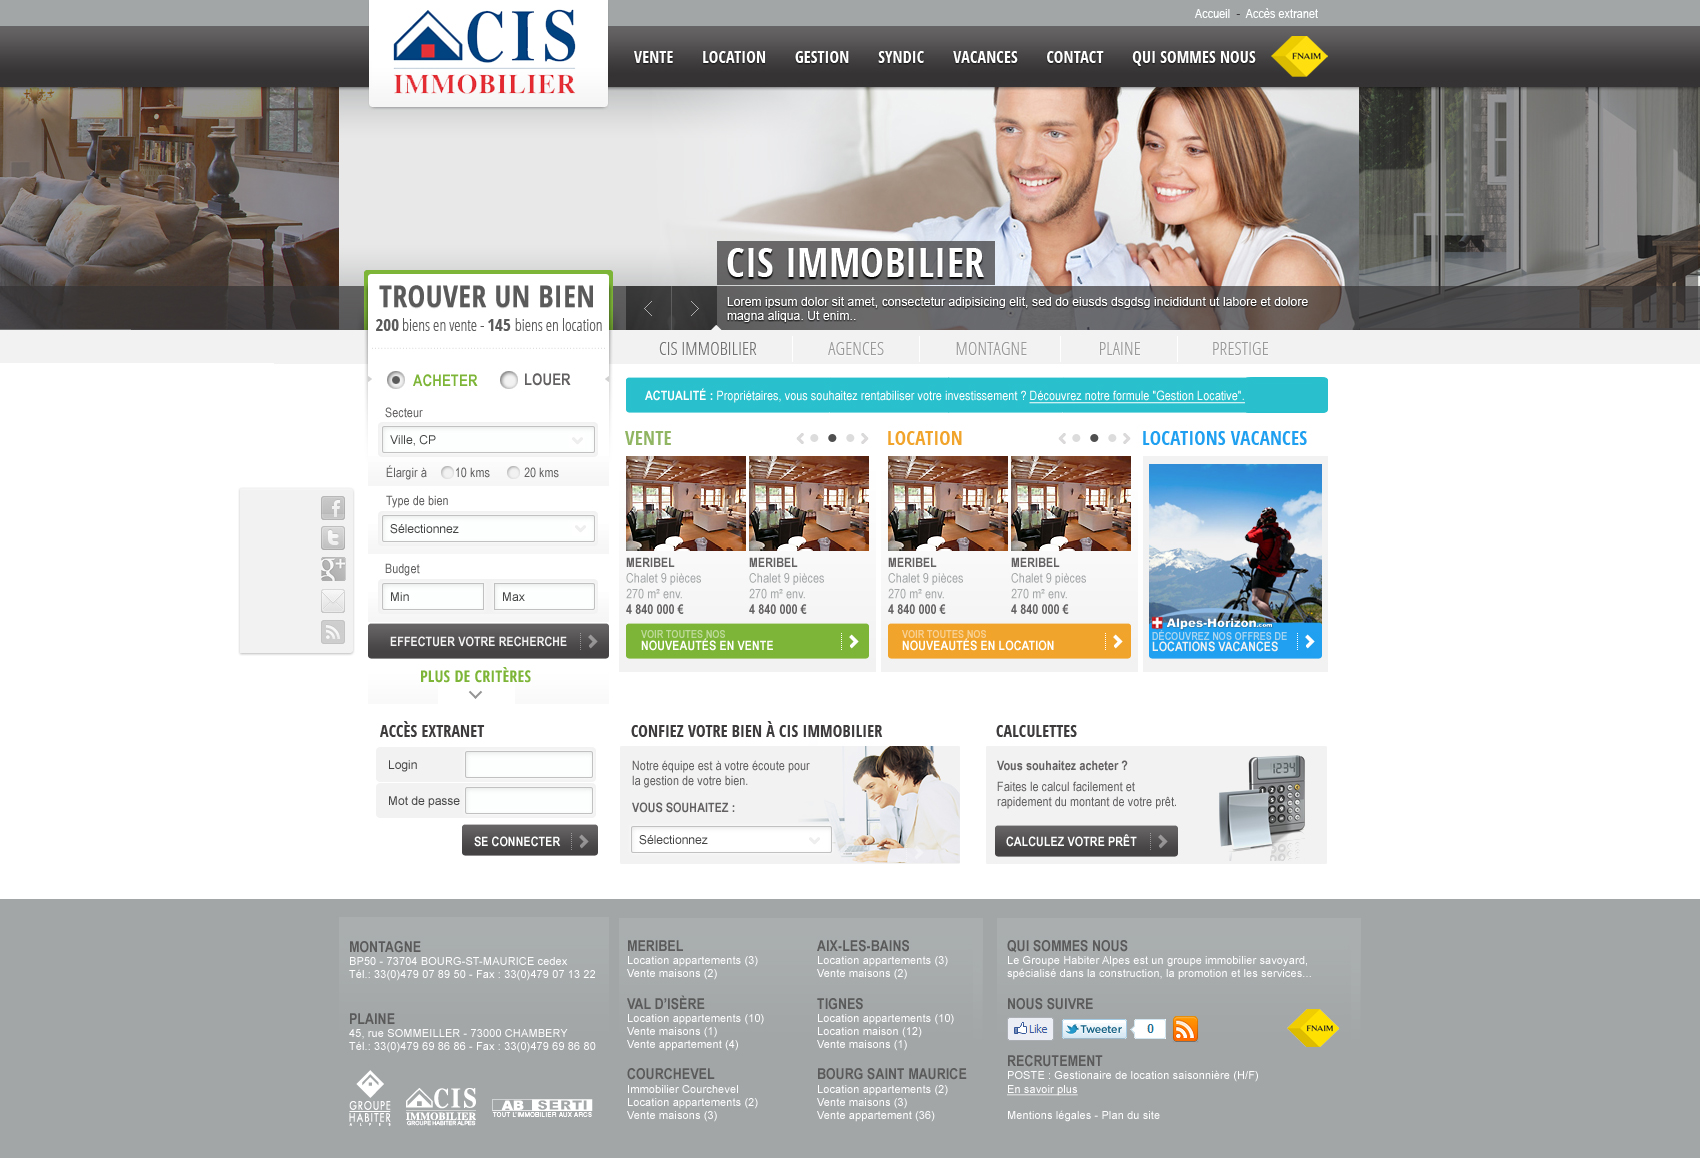 Accueil - Accès extranet
CIS
IMMOBILIER
VENTE LOCATION GESTION SYNDIC VACANCES CONTACT QUI SOMMES NOUS
FNAIM
CIS IMMOBILIER
Lorem ipsum dolor sit amet, consectetur adipisicing elit, sed do eiusds dsgdsg incididunt ut labore et dolore
magna aliqua. Ut enim..
CIS IMMOBILIER AGENCES MONTAGNE PLAINE PRESTIGE
TROUVER UN BIEN
200 biens en vente - 145 biens en location
ACHETER LOUER
Secteur
Ville, CP
Élargir à 10 kms 20 kms
Type de bien
Sélectionnez
Budget
Min Max
EFFECTUER VOTRE RECHERCHE
PLUS DE CRITÈRES
ACTUALITÉ : Propriétaires, vous souhaitez rentabiliser votre investissement ? Découvrez notre formule "Gestion Locative".
VENTE
MERIBEL
Chalet 9 pièces
270 m² env.
4 840 000 €
MERIBEL
Chalet 9 pièces
270 m² env.
4 840 000 €
VOIR TOUTES NOS
NOUVEAUTÉS EN VENTE
LOCATION
MERIBEL
Chalet 9 pièces
270 m² env.
4 840 000 €
MERIBEL
Chalet 9 pièces
270 m² env.
4 840 000 €
VOIR TOUTES NOS
NOUVEAUTÉS EN LOCATION
LOCATIONS VACANCES
Alpes-Horizon.com
DÉCOUVREZ NOS OFFRES DE
LOCATIONS VACANCES
ACCÈS EXTRANET
Login
Mot de passe
SE CONNECTER
CONFIEZ VOTRE BIEN À CIS IMMOBILIER
Notre équipe est à votre écoute pour
la gestion de votre bien.
VOUS SOUHAITEZ :
Sélectionnez
CALCULETTES
Vous souhaitez acheter ?
Faites le calcul facilement et
rapidement du montant de votre prêt.
CALCULEZ VOTRE PRÊT
1234
MONTAGNE
BP50 - 73704 BOURG-ST-MAURICE cedex
Tél.: 33(0)479 07 89 50 - Fax : 33(0)479 07 13 22
PLAINE
45, rue SOMMEILLER - 73000 CHAMBERY
Tél.: 33(0)479 69 86 86 - Fax : 33(0)479 69 86 80
GROUPE
HABITER
ALPES
CIS
IMMOBILIER
GROUPE HABITER ALPES
AB SERTI
TOUT L'IMMOBILIER AUX ARCS
MERIBEL
Location appartements (3)
Vente maisons (2)
VAL D'ISÈRE
Location appartements (10)
Vente maisons (1)
Vente appartement (4)
COURCHEVEL
Immobilier Courchevel
Location appartements (2)
Vente maisons (3)
AIX-LES-BAINS
Location appartements (3)
Vente maisons (2)
TIGNES
Location appartements (10)
Location maison (12)
Vente maisons (1)
BOURG SAINT MAURICE
Location appartements (2)
Vente maisons (3)
Vente appartement (36)
QUI SOMMES NOUS
Le Groupe Habiter Alpes est un groupe immobilier savoyard,
spécialisé dans la construction, la promotion et les services...
NOUS SUIVRE
Like Tweeter 0
FNAIM
RECRUTEMENT
POSTE : Gestionaire de location saisonnière (H/F)
En savoir plus
Mentions légales - Plan du site